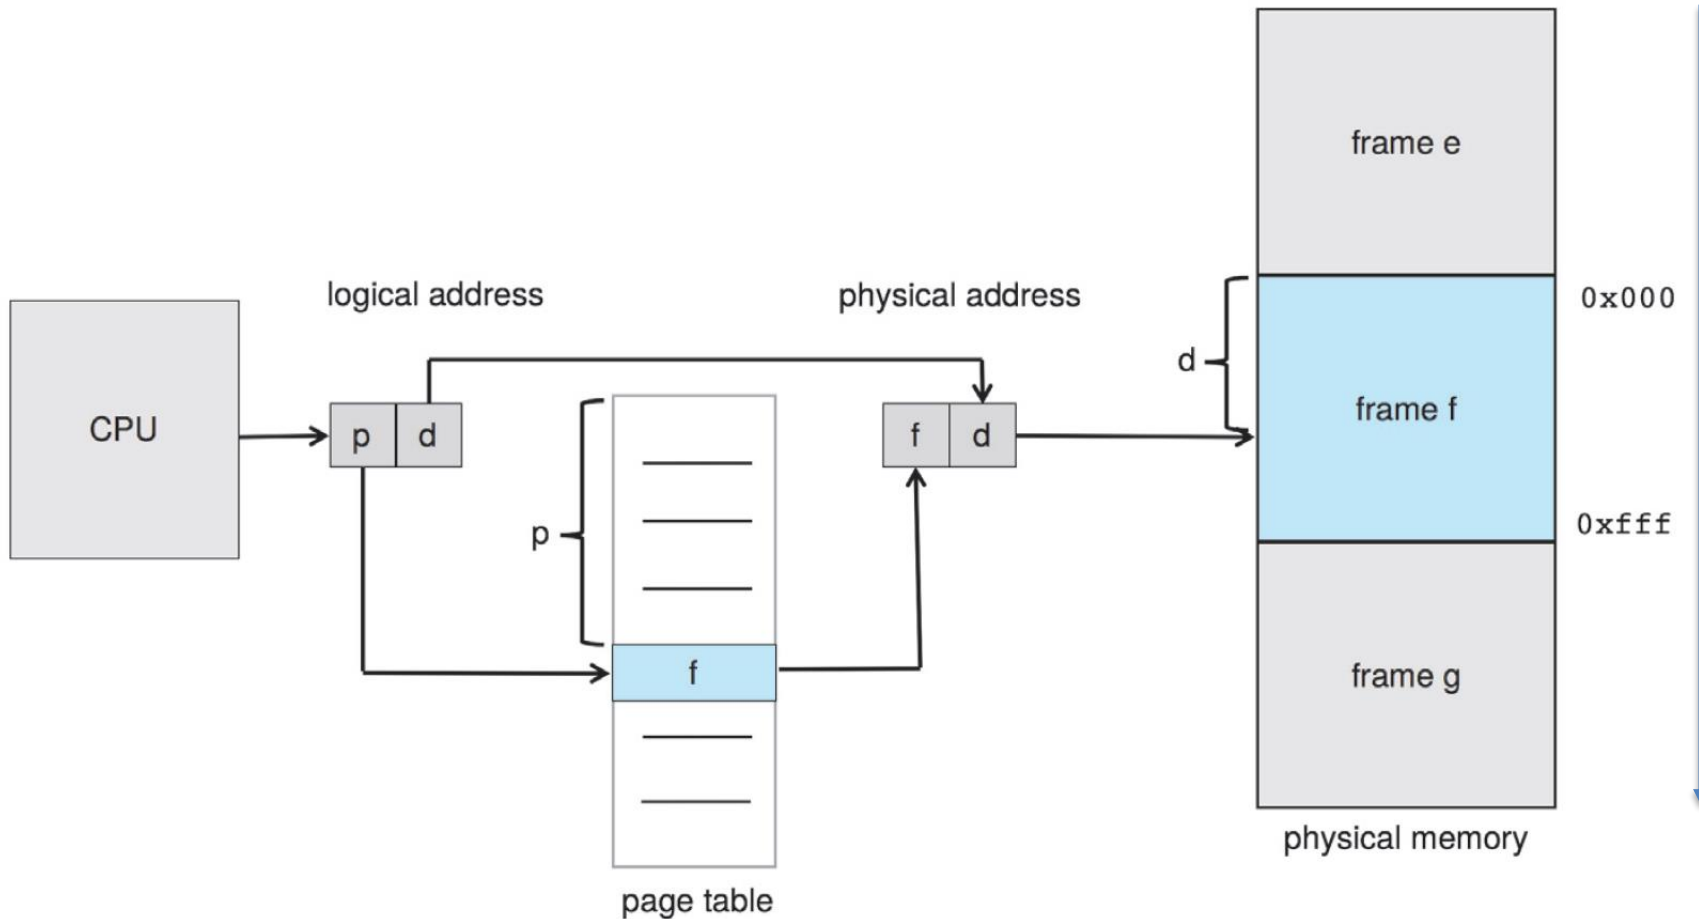 frame e
logical address
physical address
0x000
d
CPU
p
d
f
d
frame f
p
0xfff
f
frame g
physical memory
page table